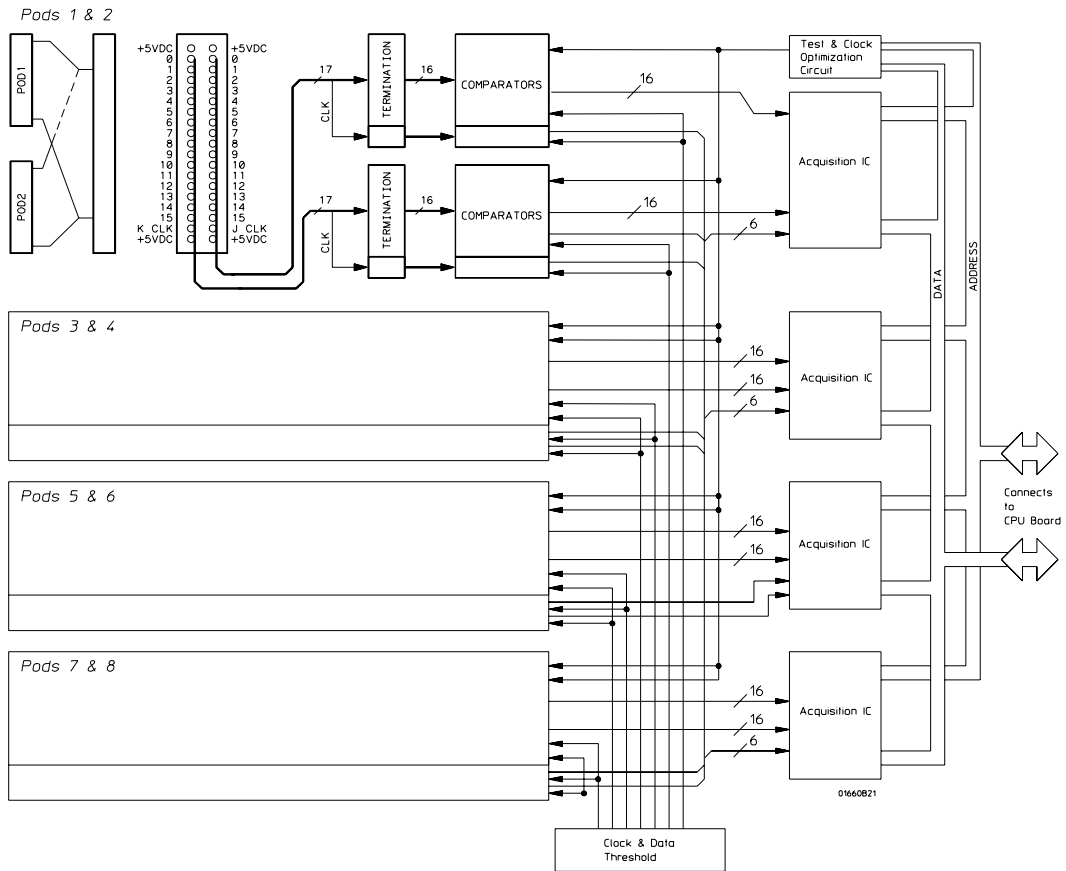 Pods 1 & 2
POD1
POD2
+5VDC +5VDC
0 0
1 1
2 2
3 3
4 4
5 5
6 6
7 7
8 8
9 9
10 10
11 11
12 12
13 13
14 14
15 15
K CLK J CLK
+5VDC +5VDC
17
CLK
TERMINATION
16
COMPARATORS
16
17
CLK
TERMINATION
16
COMPARATORS
16
6
Test & Clock
Optimization
Circuit
Acquisition IC
DATA
ADDRESS
Pods 3 & 4
16
16
6
Acquisition IC
Pods 5 & 6
16
16
Acquisition IC
Connects
to
CPU Board
Pods 7 & 8
16
16
6
Acquisition IC
01660B21
Clock & Data
Threshold